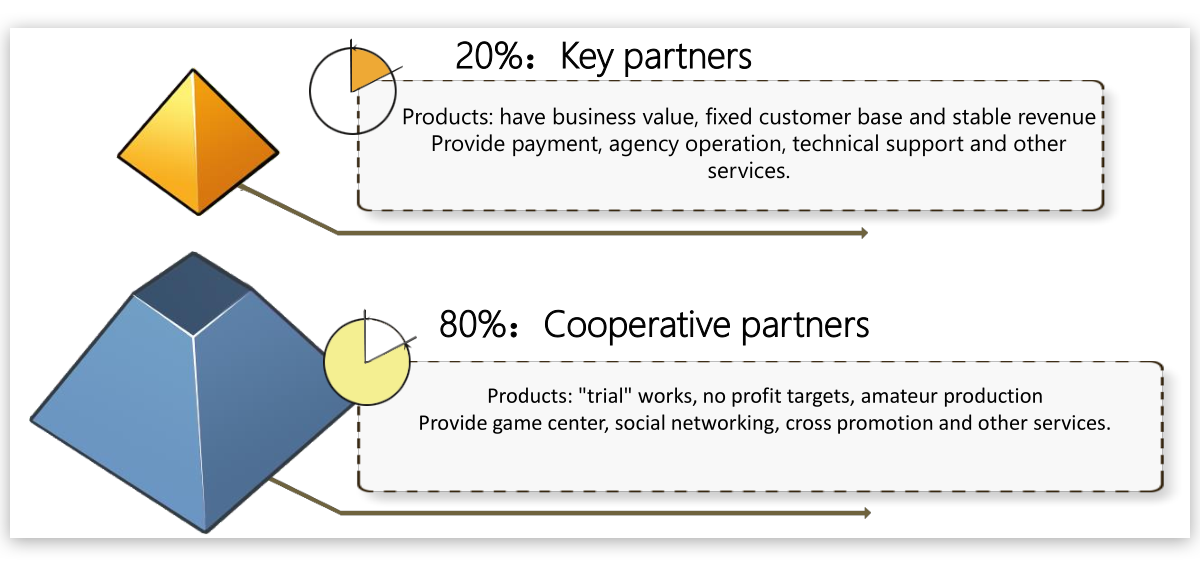 20%：Key partners
Products: have business value, fixed customer base and stable revenue
Provide payment, agency operation, technical support and other
services.
80%：Cooperative partners
Products: "trial" works, no profit targets, amateur production
Provide game center, social networking, cross promotion and other services.